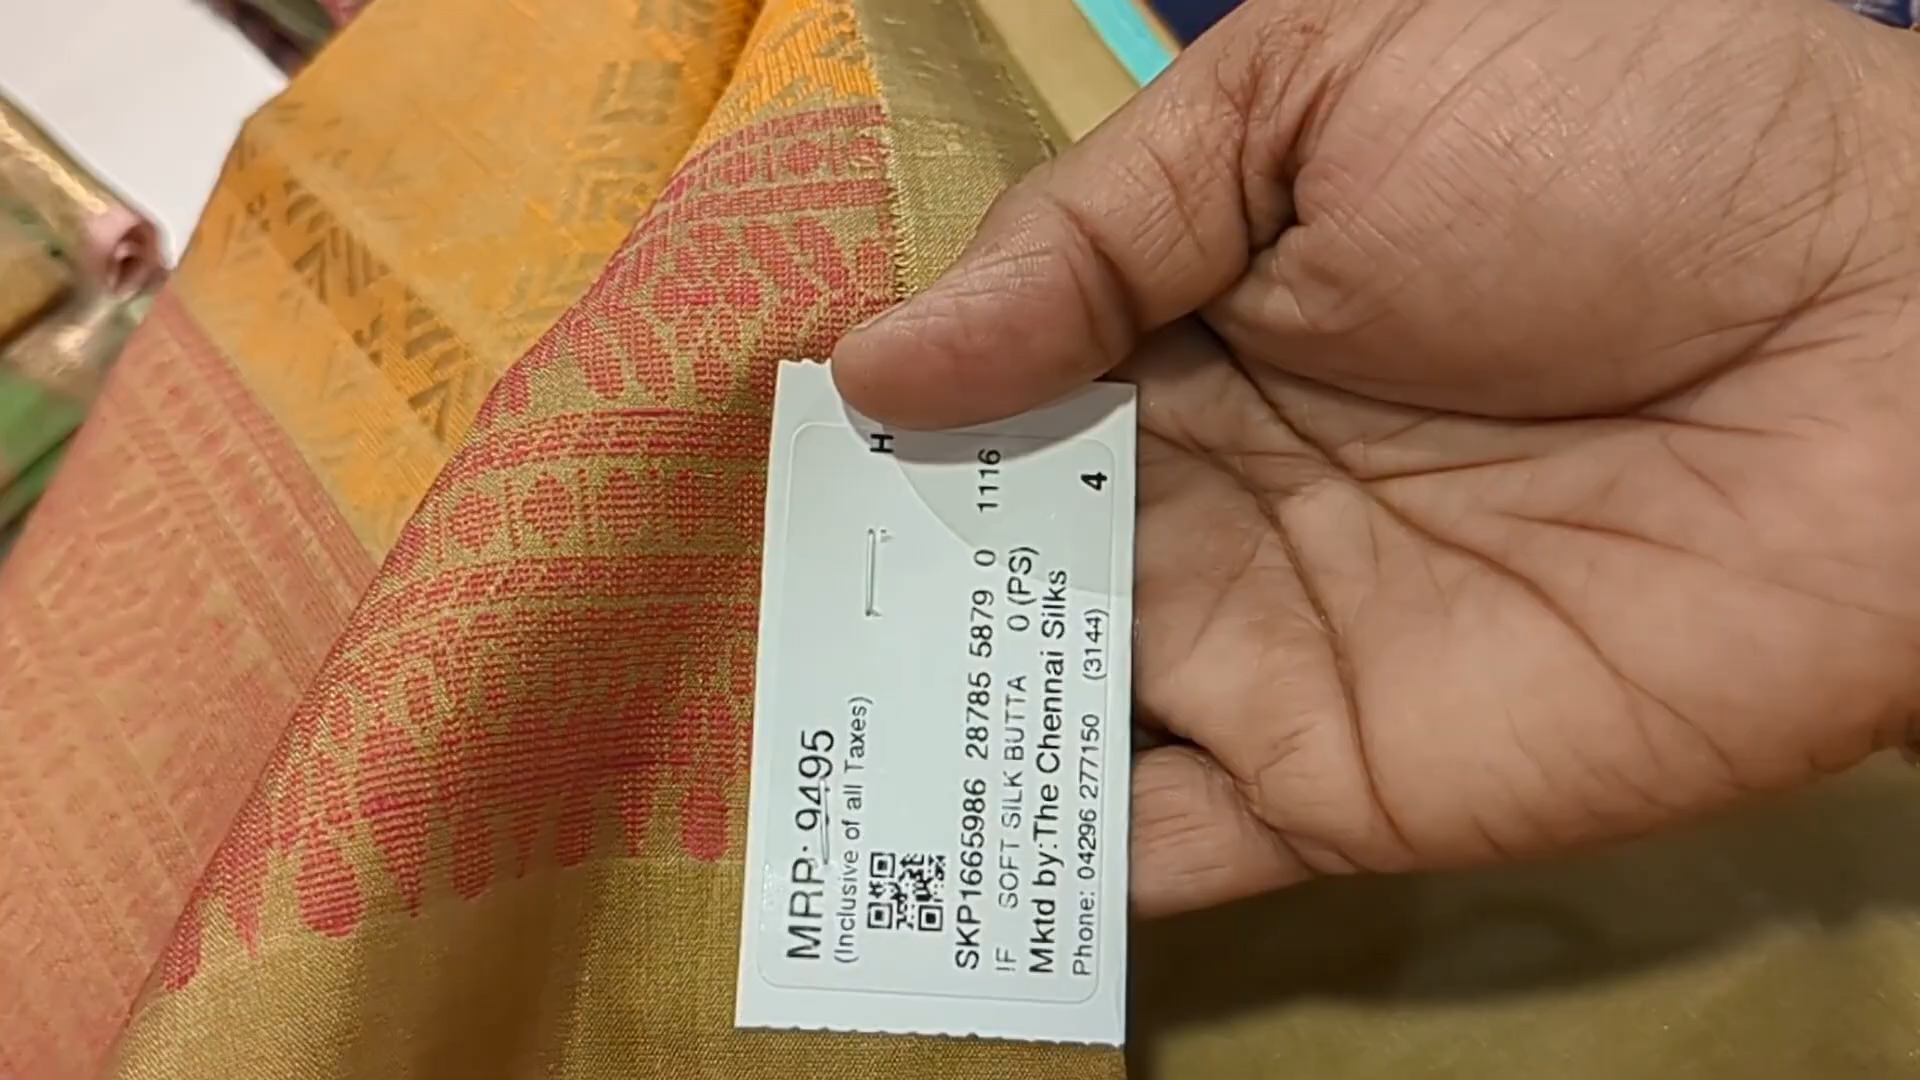 H
MRP: 9495
(Inclusive of all Taxes)
SKP1665986 28785 5879 0 1116
IF SOFT SILK BUTTA 0 (PS)
Mktd by:The Chennai Silks 4
Phone: 04296 277150 (3144)